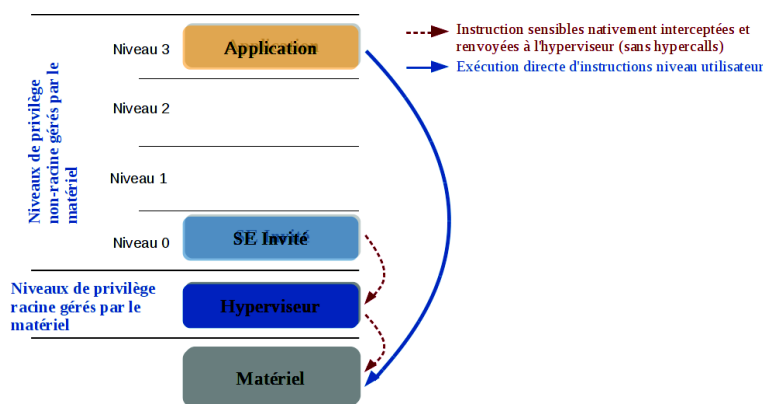 Instruction sensibles nativement interceptées et
renvoyées à l'hyperviseur (sans hypercalls)
Exécution directe d'instructions niveau utilisateur
Niveau 3
Application
Niveau 2
Niveau 1
Niveau 0
SE Invité
Niveaux de privilège
non-racine gérés par le
matériel
Niveaux de privilège
racine gérés par le
matériel
Hyperviseur
Matériel